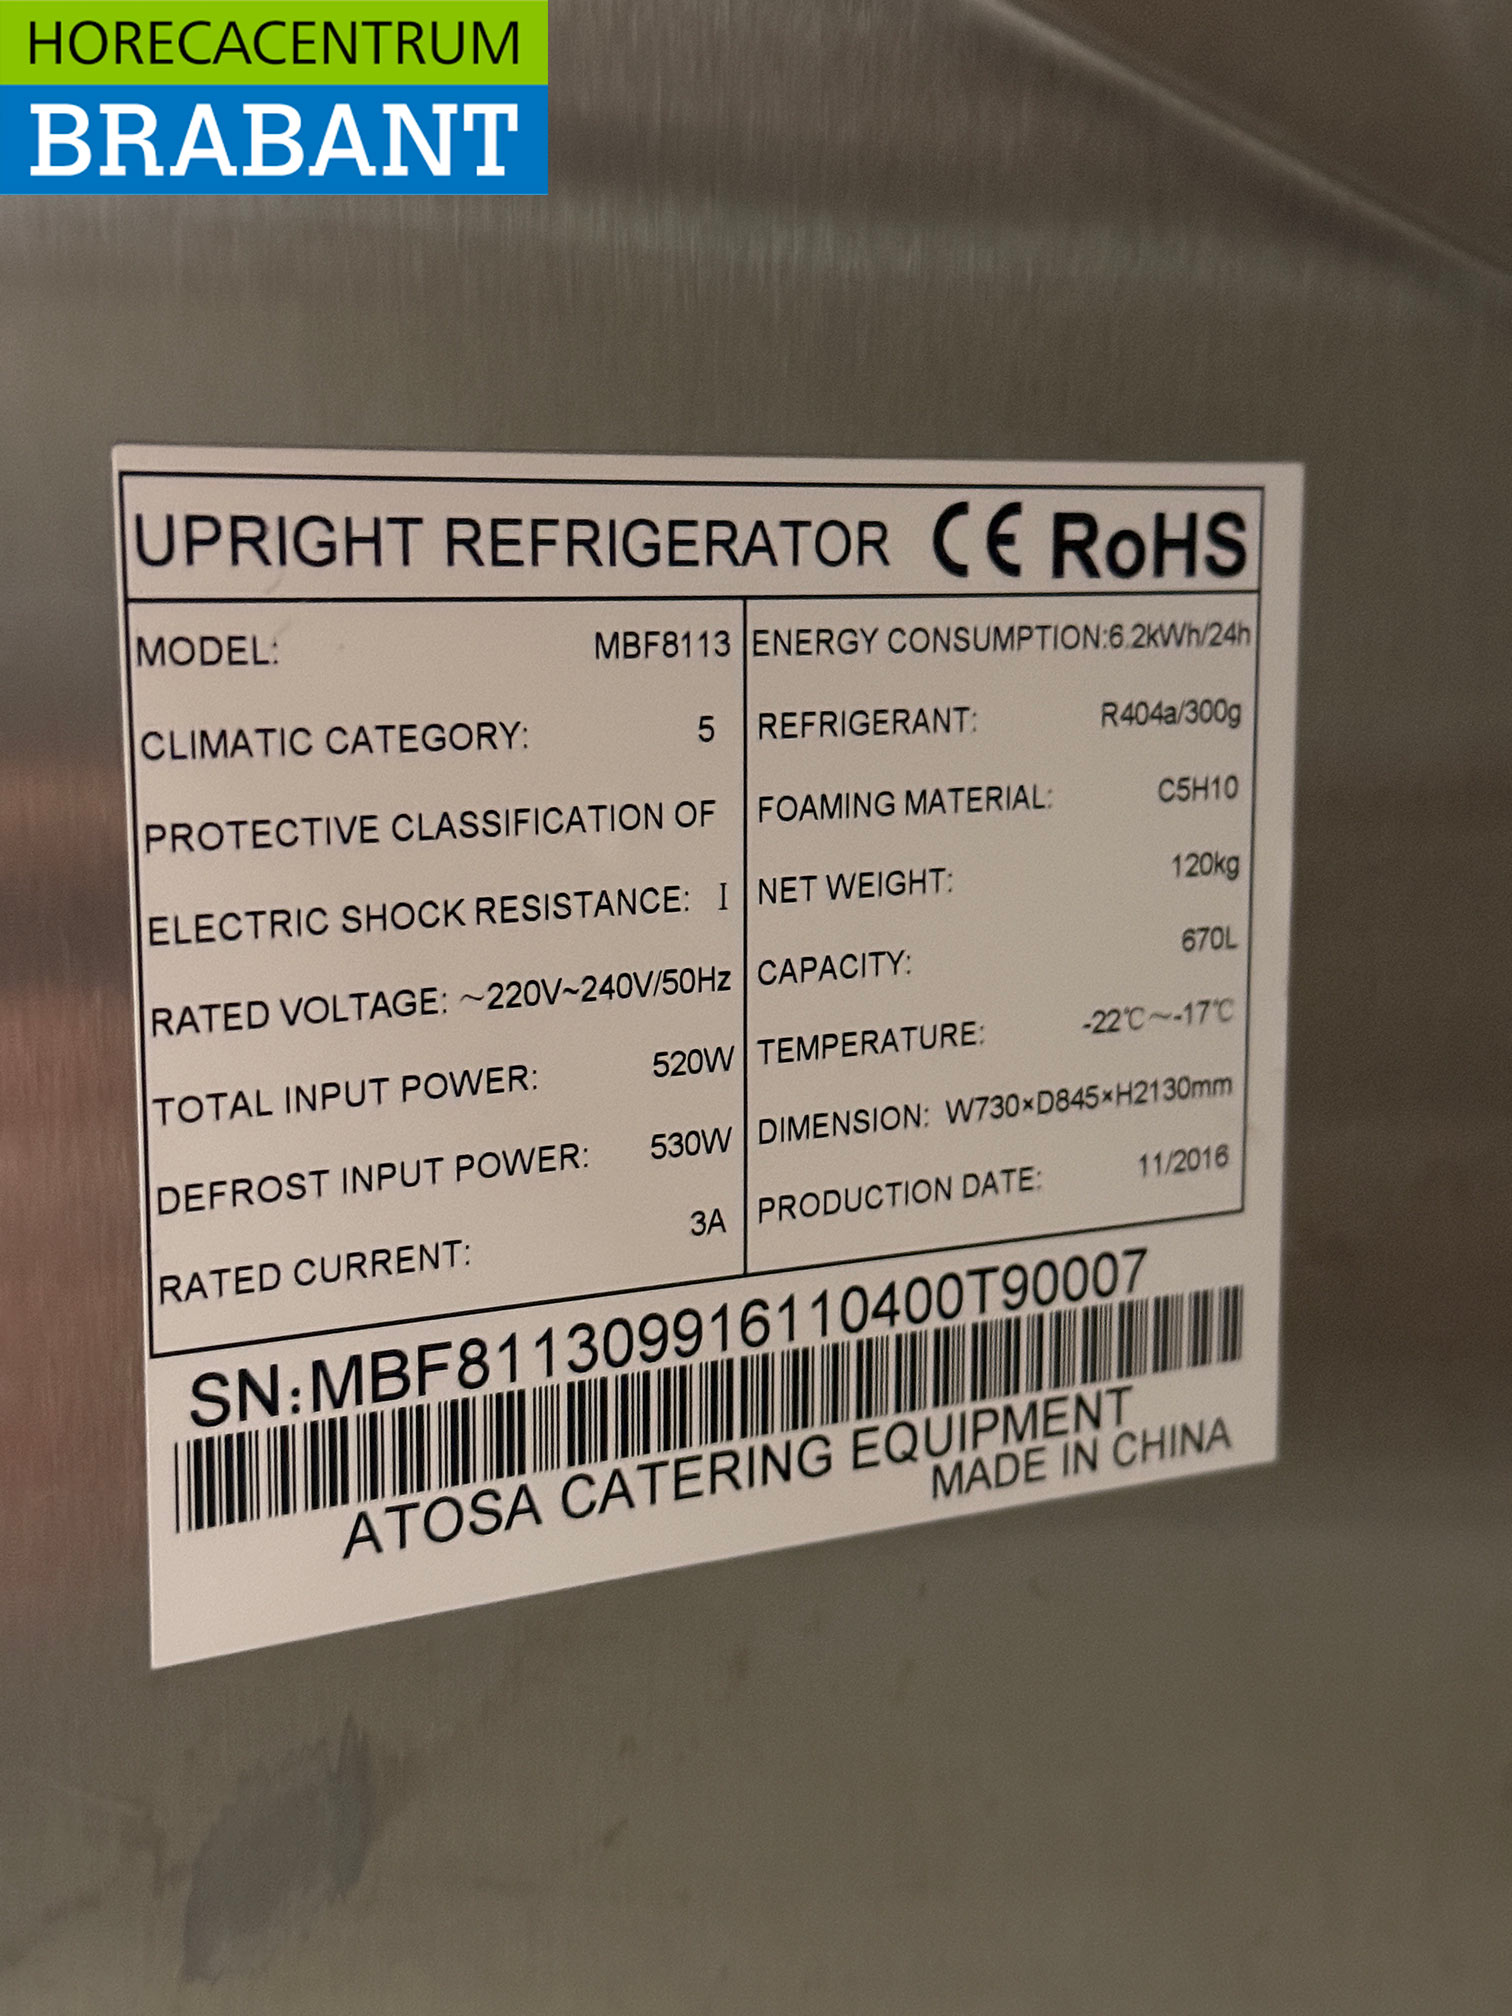 HORECACENTRUM
BRABANT
UPRIGHT REFRIGERATOR CE RoHS
MODEL: MBF8113
CLIMATIC CATEGORY: 5
PROTECTIVE CLASSIFICATION OF
ELECTRIC SHOCK RESISTANCE: I
RATED VOLTAGE: ~220V~240V/50Hz
TOTAL INPUT POWER: 520W
DEFROST INPUT POWER: 530W
RATED CURRENT: 3A
ENERGY CONSUMPTION:6.2kWh/24h
REFRIGERANT: R404a/300g
FOAMING MATERIAL: C5H10
NET WEIGHT: 120kg
CAPACITY: 670L
TEMPERATURE: -22℃~-17℃
DIMENSION: W730×D845×H2130mm
PRODUCTION DATE: 11/2016
SN:MBF811309916110400T90007
ATOSA CATERING EQUIPMENT
MADE IN CHINA